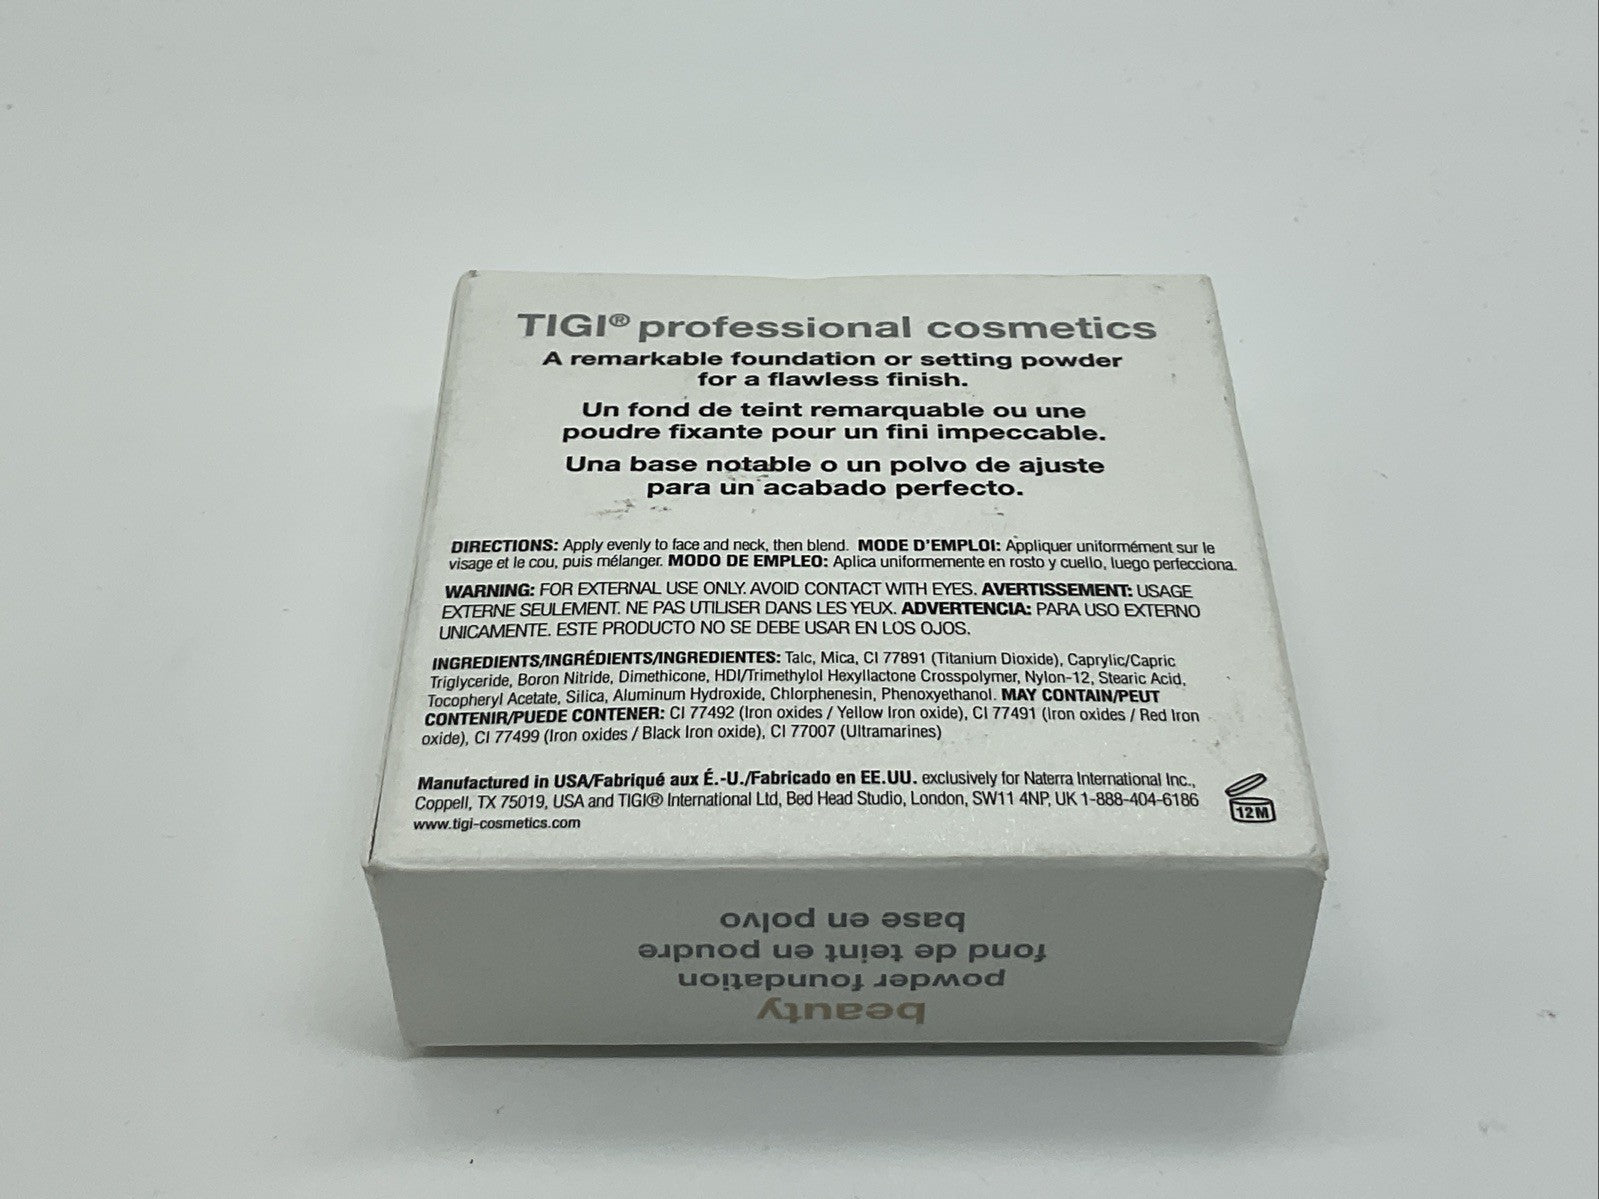 TIGI® professional cosmetics
A remarkable foundation or setting powder
for a flawless finish.
Un fond de teint remarquable ou une
poudre fixante pour un fini impeccable.
Una base notable o un polvo de ajuste
para un acabado perfecto.
DIRECTIONS: Apply evenly to face and neck, then blend. MODE D'EMPLOI: Appliquer uniformément sur le
visage et le cou, puis mélanger. MODO DE EMPLEO: Aplica uniformemente en rosto y cuello, luego perfecciona.
WARNING: FOR EXTERNAL USE ONLY. AVOID CONTACT WITH EYES. AVERTISSEMENT: USAGE
EXTERNE SEULEMENT. NE PAS UTILISER DANS LES YEUX. ADVERTENCIA: PARA USO EXTERNO
UNICAMENTE. ESTE PRODUCTO NO SE DEBE USAR EN LOS OJOS.
INGREDIENTS/INGRÉDIENTS/INGREDIENTES: Talc, Mica, CI 77891 (Titanium Dioxide), Caprylic/Capric
Triglyceride, Boron Nitride, Dimethicone, HDI/Trimethylol Hexyllactone Crosspolymer, Nylon-12, Stearic Acid,
Tocopheryl Acetate, Silica, Aluminum Hydroxide, Chlorphenesin, Phenoxyethanol. MAY CONTAIN/PEUT
CONTENIR/PUEDE CONTENER: CI 77492 (Iron oxides / Yellow Iron oxide), CI 77491 (Iron oxides / Red Iron
oxide), CI 77499 (Iron oxides / Black Iron oxide), CI 77007 (Ultramarines)
Manufactured in USA/Fabriqué aux É.-U./Fabricado en EE.UU. exclusively for Naterra International Inc.,
Coppell, TX 75019, USA and TIGI® International Ltd, Bed Head Studio, London, SW11 4NP, UK 1-888-404-6186
www.tigi-cosmetics.com
12M
beauty
powder foundation
fond de teint en poudre
base en polvo